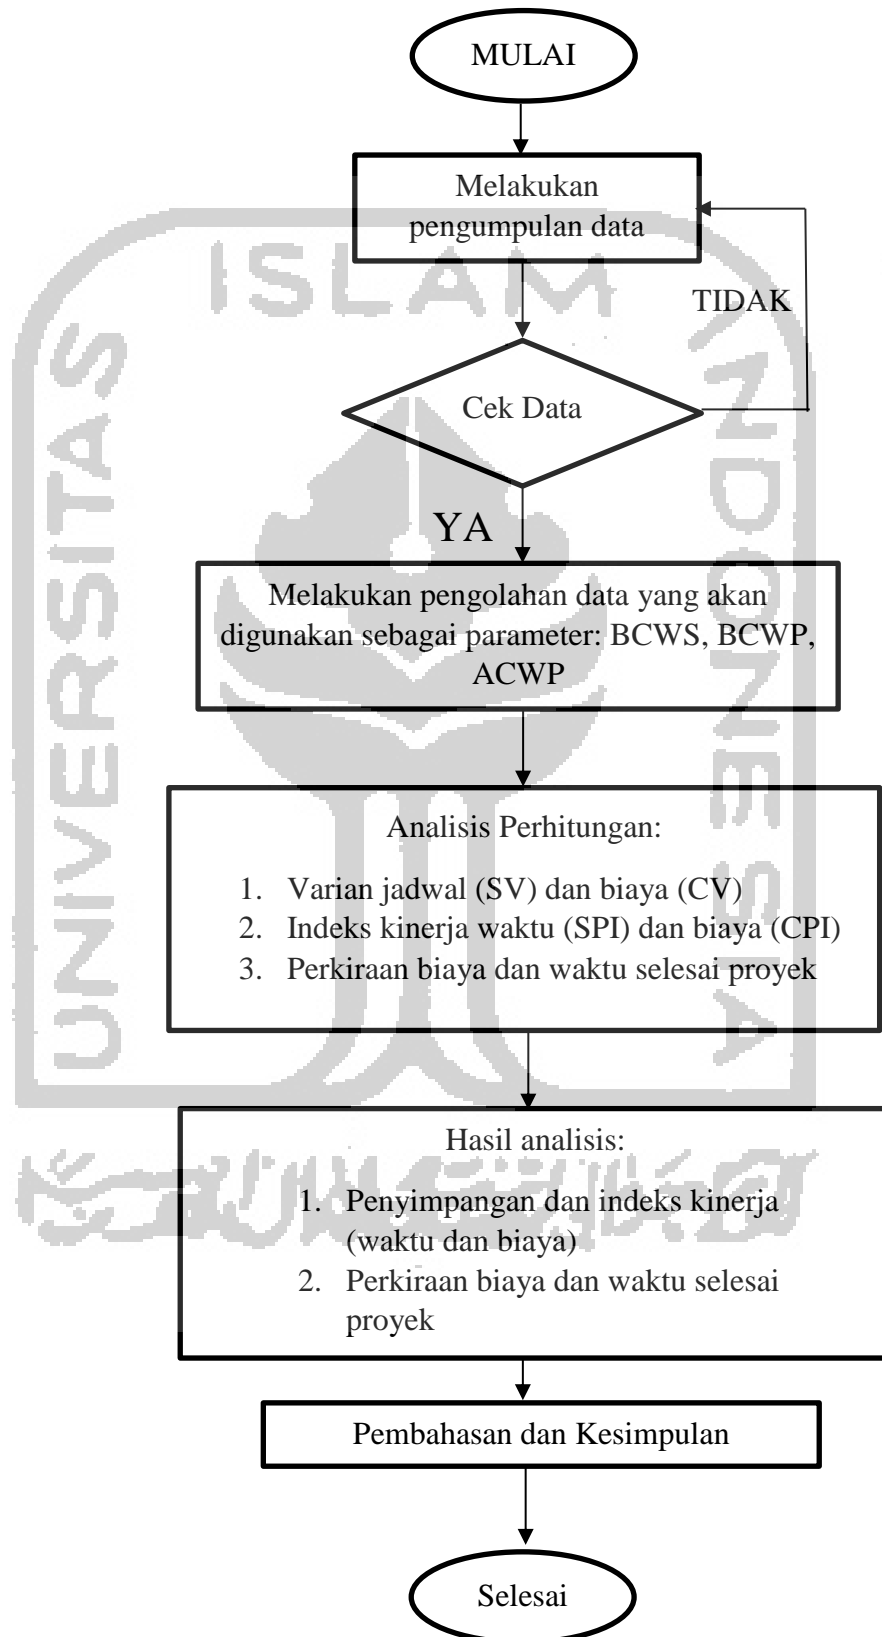 MULAI
Melakukan
pengumpulan data
TIDAK
Cek Data
YA
Melakukan pengolahan data yang akan
digunakan sebagai parameter: BCWS, BCWP,
ACWP
Analisis Perhitungan:
1. Varian jadwal (SV) dan biaya (CV)
2. Indeks kinerja waktu (SPI) dan biaya (CPI)
3. Perkiraan biaya dan waktu selesai proyek
Hasil analisis:
1. Penyimpangan dan indeks kinerja
(waktu dan biaya)
2. Perkiraan biaya dan waktu selesai
proyek
Pembahasan dan Kesimpulan
Selesai
UNIVERSITAS
ISLAM
INDONESIA